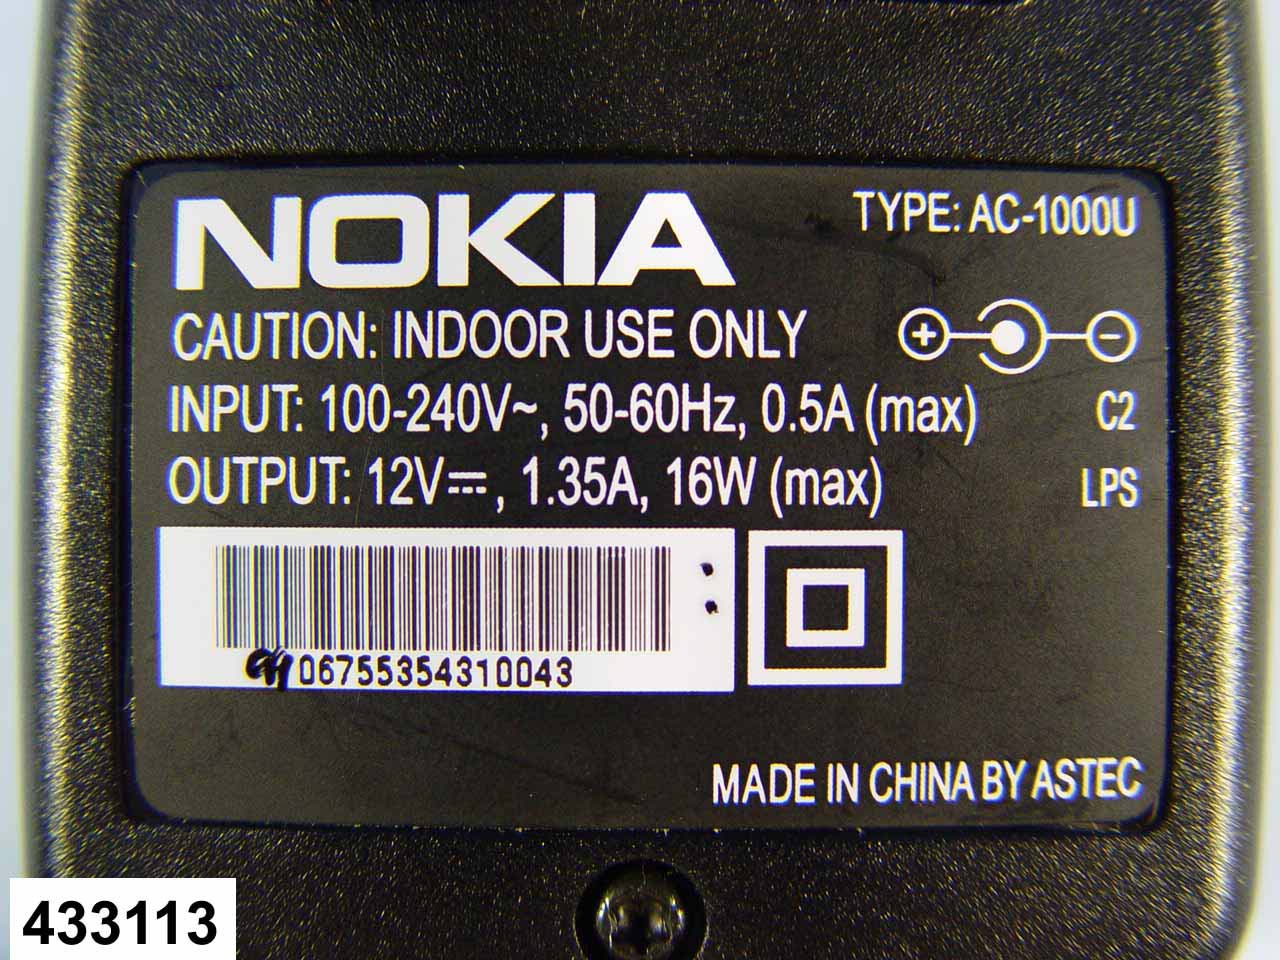 NOKIA
TYPE: AC-1000U
CAUTION: INDOOR USE ONLY
INPUT: 100-240V~, 50-60Hz, 0.5A (max)
C2
OUTPUT: 12V⎓, 1.35A, 16W (max)
LPS
06755354310043
MADE IN CHINA BY ASTEC
433113